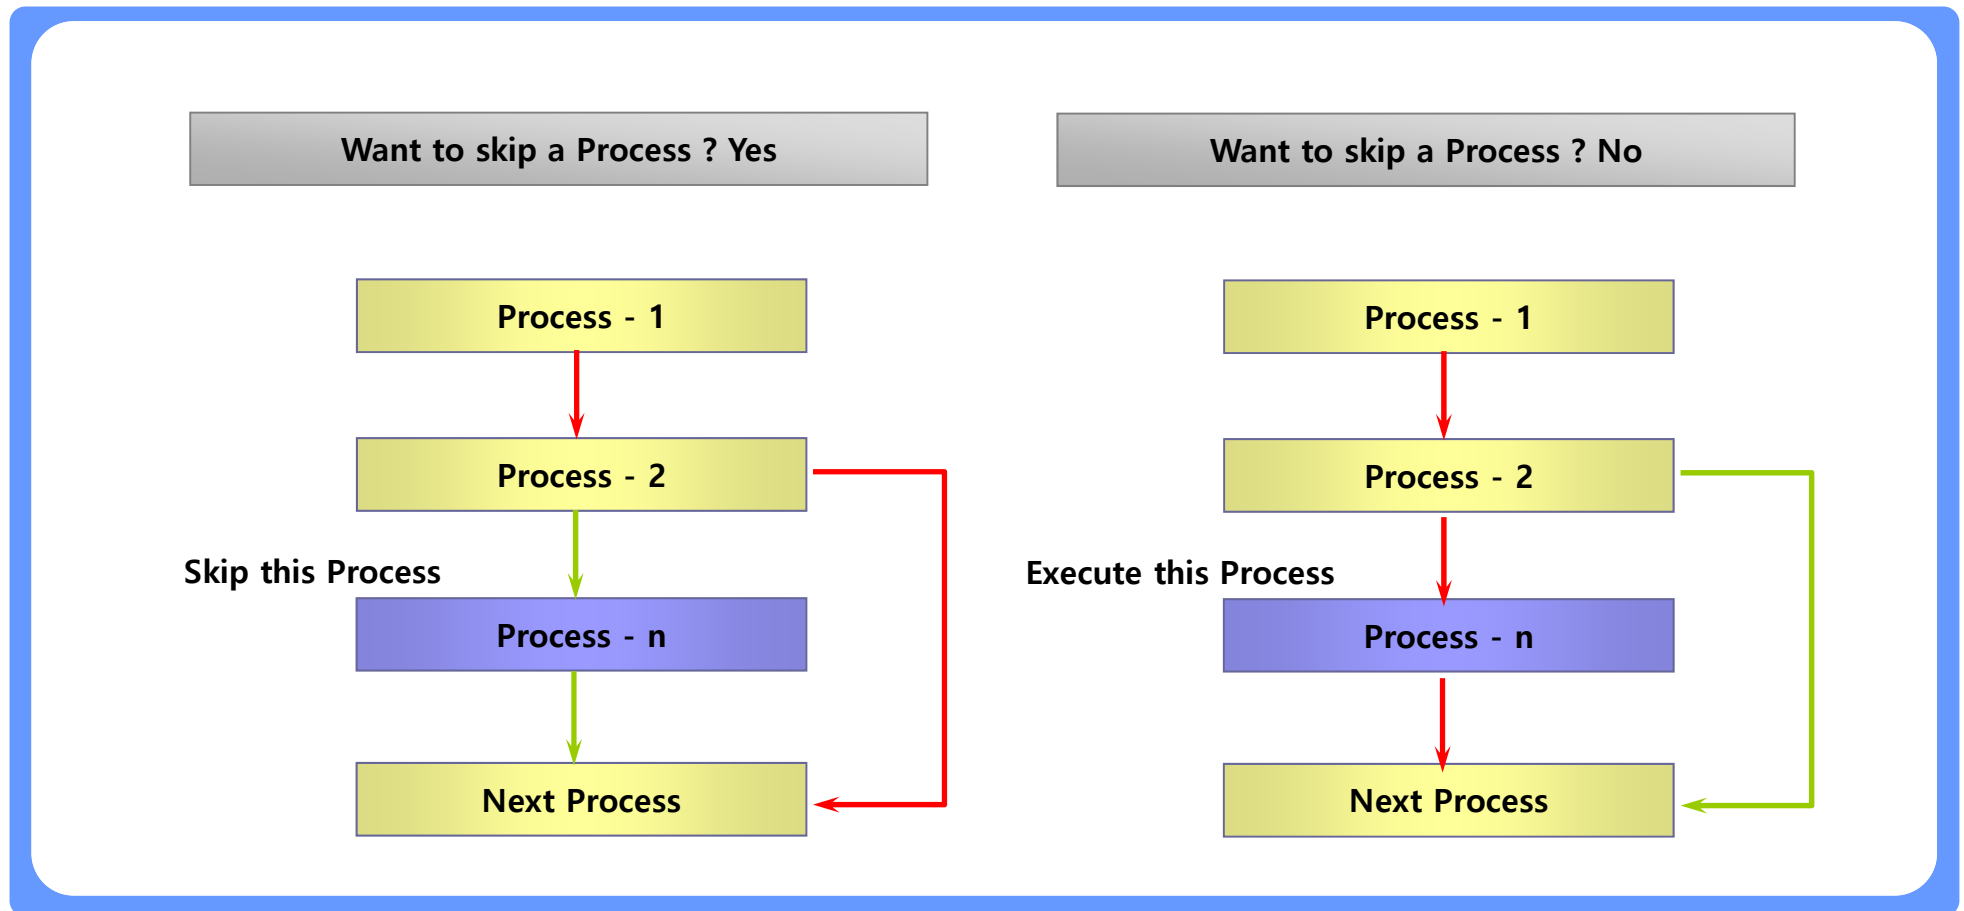 Want to skip a Process ? Yes
Process - 1
Process - 2
Skip this Process
Process - n
Next Process
Want to skip a Process ? No
Process - 1
Process - 2
Execute this Process
Process - n
Next Process